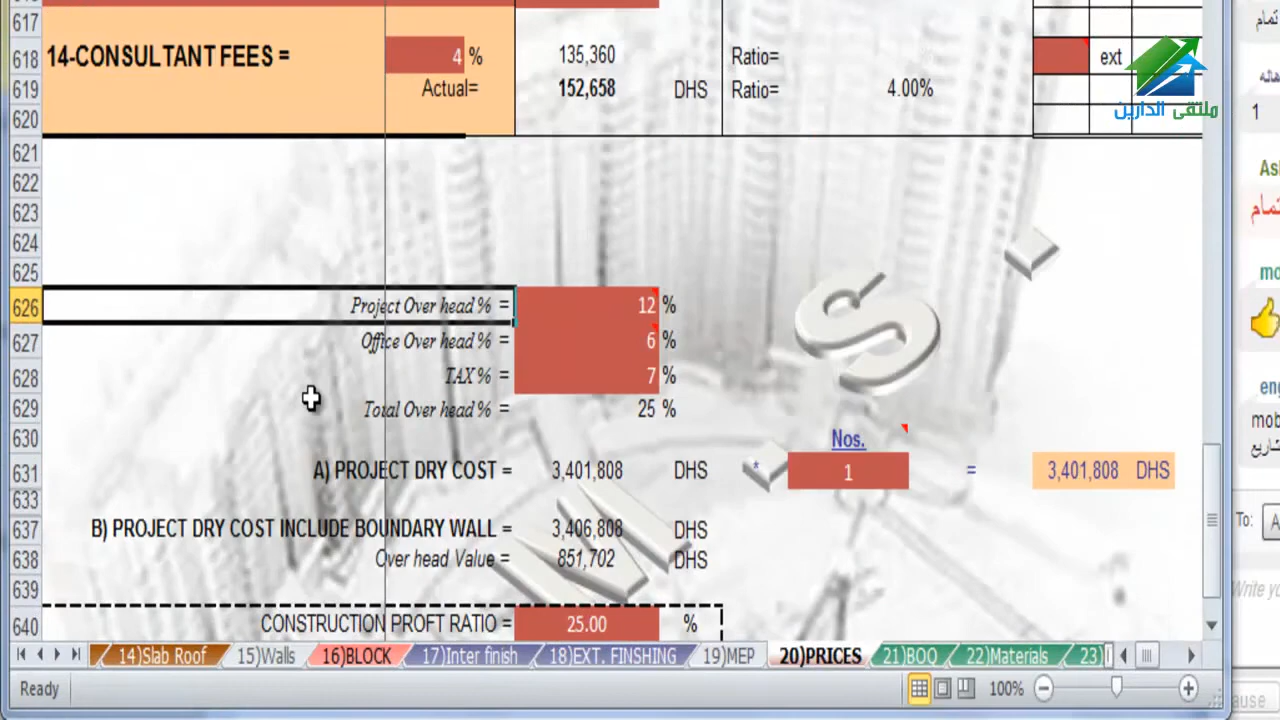 617
618
14-CONSULTANT FEES =
4 %
135,360
Ratio=
ext
619
Actual=
152,658
DHS
Ratio=
4.00%
620
ملتقى الدارين
621
622
623
624
625
626
Project Over head % =
12 %
627
Office Over head % =
6 %
628
TAX % =
7 %
629
Total Over head % =
25 %
630
Nos.
631
A) PROJECT DRY COST =
3,401,808
DHS
*
1
=
3,401,808 DHS
633
637
B) PROJECT DRY COST INCLUDE BOUNDARY WALL =
3,406,808
DHS
638
Over head Value =
851,702
DHS
639
640
CONSTRUCTION PROFT RATIO =
25.00
%
14)Slab Roof
15)Walls
16)BLOCK
17)Inter finish
18)EXT. FINSHING
19)MEP
20)PRICES
21)BOQ
22)Materials
23)
Ready
100%
تمام
هاله
1
تمام
To: